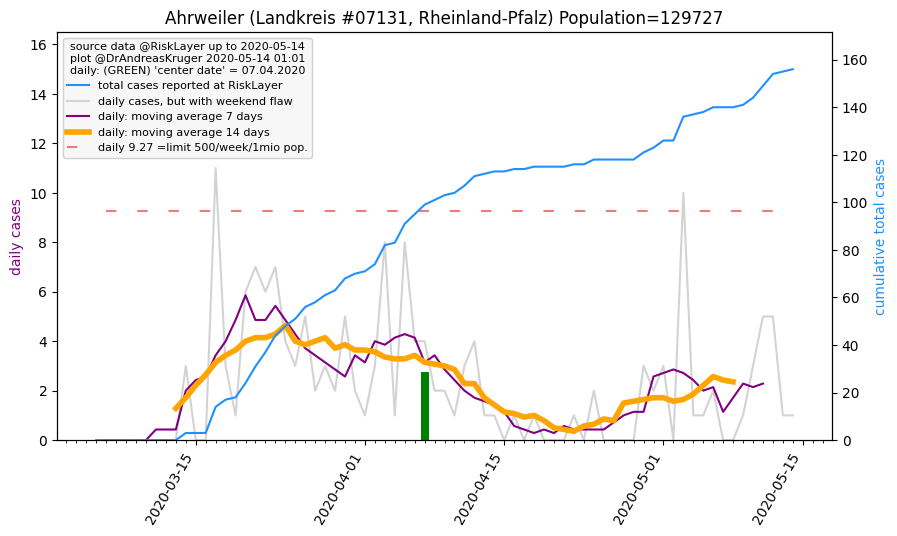 Ahrweiler (Landkreis #07131, Rheinland-Pfalz) Population=129727
source data @RiskLayer up to 2020-05-14
plot @DrAndreasKruger 2020-05-14 01:01
daily: (GREEN) 'center date' = 07.04.2020
total cases reported at RiskLayer
daily cases, but with weekend flaw
daily: moving average 7 days
daily: moving average 14 days
daily 9.27 =limit 500/week/1mio pop.
daily cases
16
14
12
10
8
6
4
2
0
160
140
120
100
80
60
40
20
0
cumulative total cases
2020-03-15
2020-04-01
2020-04-15
2020-05-01
2020-05-15